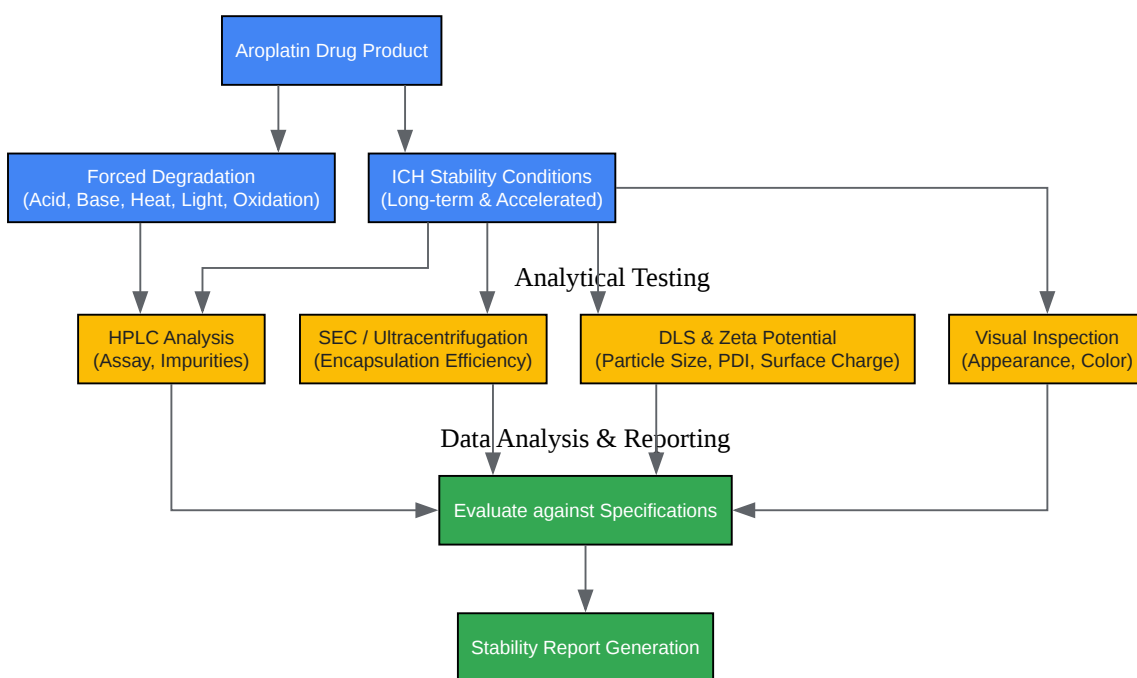 Aroplatin Drug Product
Forced Degradation
(Acid, Base, Heat, Light, Oxidation)
ICH Stability Conditions
(Long-term & Accelerated)
Analytical Testing
HPLC Analysis
(Assay, Impurities)
SEC / Ultracentrifugation
(Encapsulation Efficiency)
DLS & Zeta Potential
(Particle Size, PDI, Surface Charge)
Visual Inspection
(Appearance, Color)
Data Analysis & Reporting
Evaluate against Specifications
Stability Report Generation